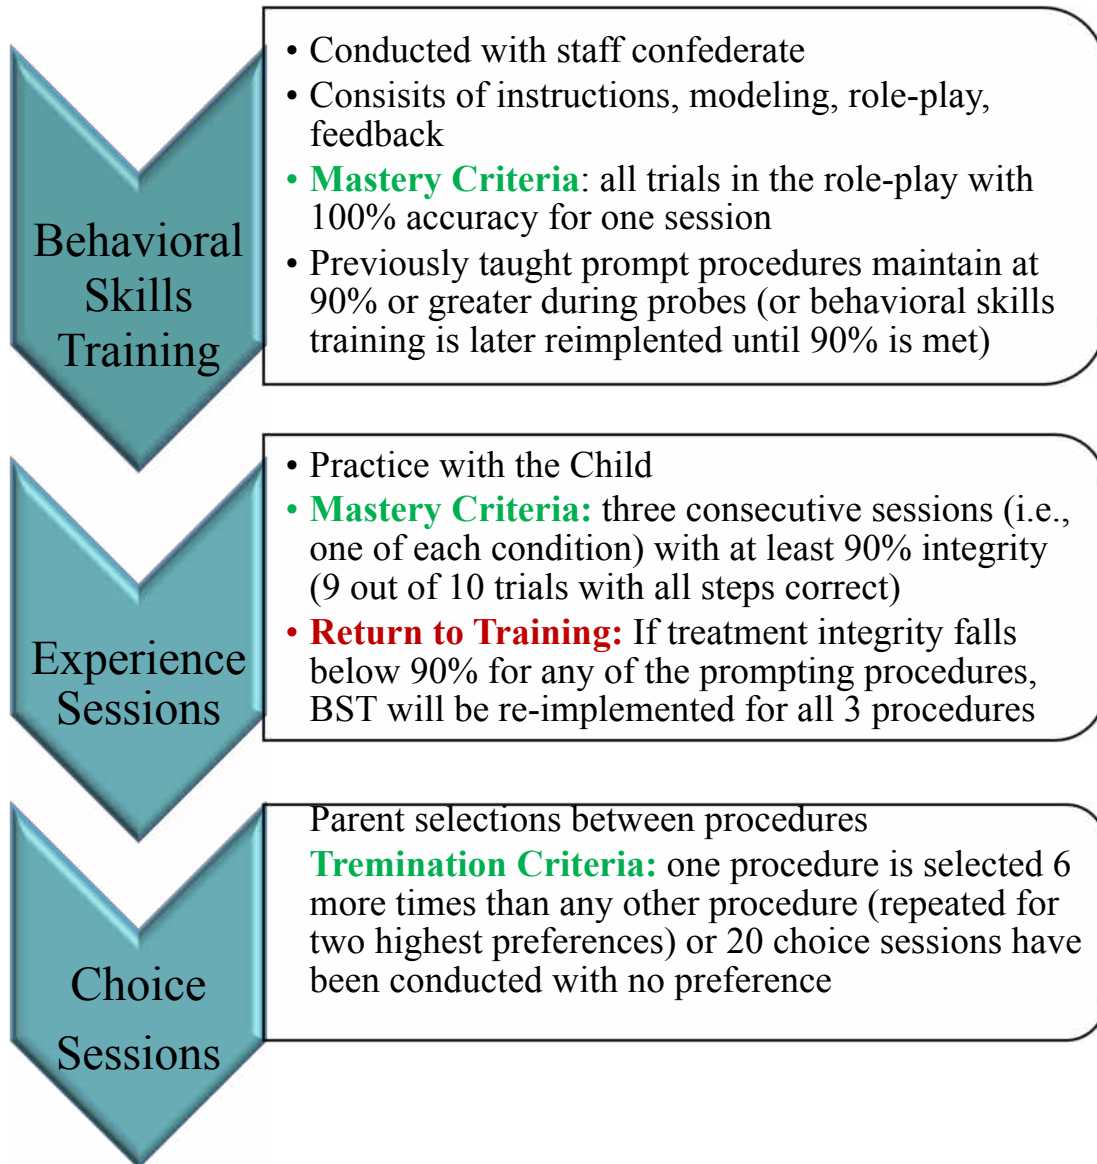 Behavioral
Skills
Training
• Conducted with staff confederate
• Consisits of instructions, modeling, role-play,
feedback
• Mastery Criteria: all trials in the role-play with
100% accuracy for one session
• Previously taught prompt procedures maintain at
90% or greater during probes (or behavioral skills
training is later reimplented until 90% is met)
Experience
Sessions
• Practice with the Child
• Mastery Criteria: three consecutive sessions (i.e.,
one of each condition) with at least 90% integrity
(9 out of 10 trials with all steps correct)
• Return to Training: If treatment integrity falls
below 90% for any of the prompting procedures,
BST will be re-implemented for all 3 procedures
Choice
Sessions
Parent selections between procedures
Tremination Criteria: one procedure is selected 6
more times than any other procedure (repeated for
two highest preferences) or 20 choice sessions have
been conducted with no preference